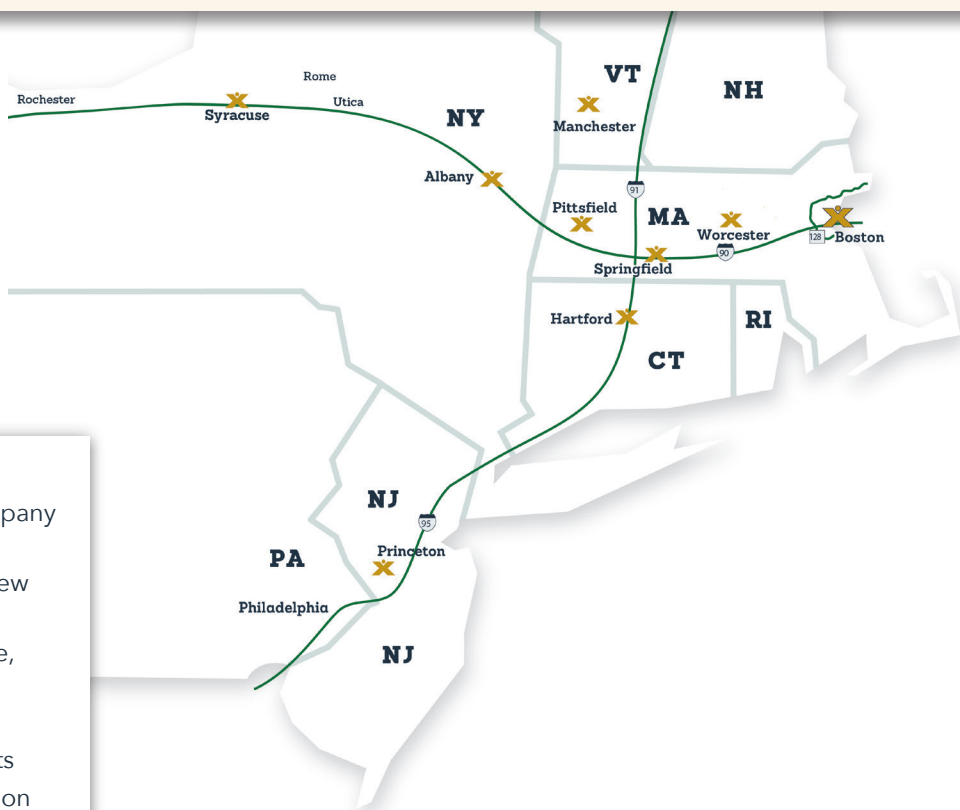 VT
NH
Rome
Rochester
Utica
Syracuse
NY
Manchester
Albany
91
Pittsfield
MA
Worcester
128
Boston
90
Springfield
Hartford
RI
CT
NJ
95
Princeton
PA
Philadelphia
NJ
pany
ew
e,
ts
on